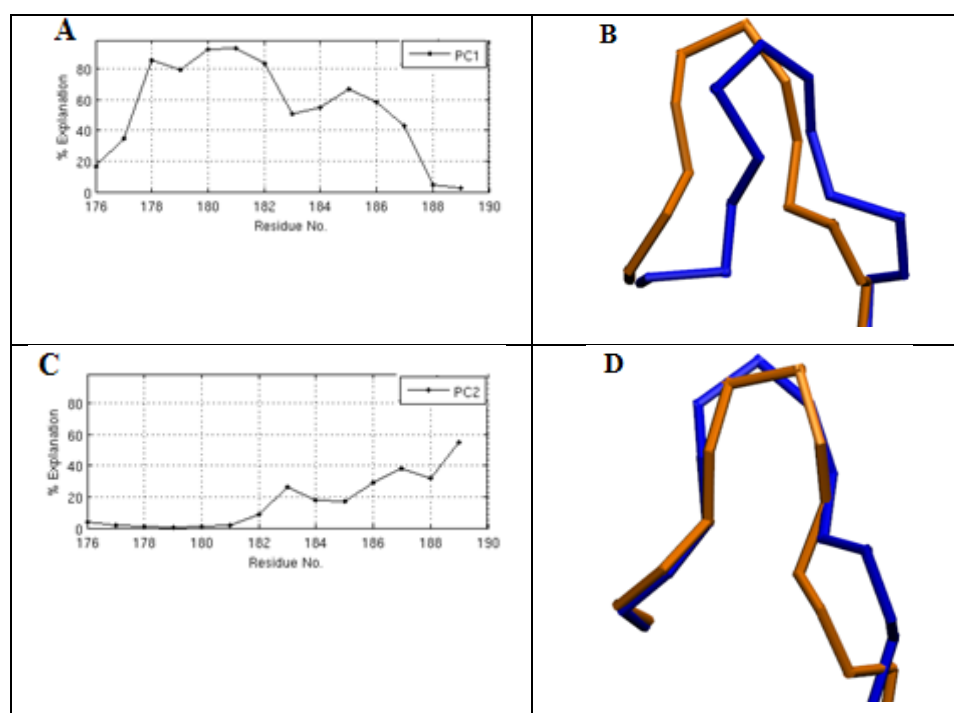 A
PC1
% Explanation
80
60
40
20
0
176 178 180 182 184 186 188 190
Residue No.
B
C
PC2
% Explanation
80
60
40
20
0
176 178 180 182 184 186 188 190
Residue No.
D